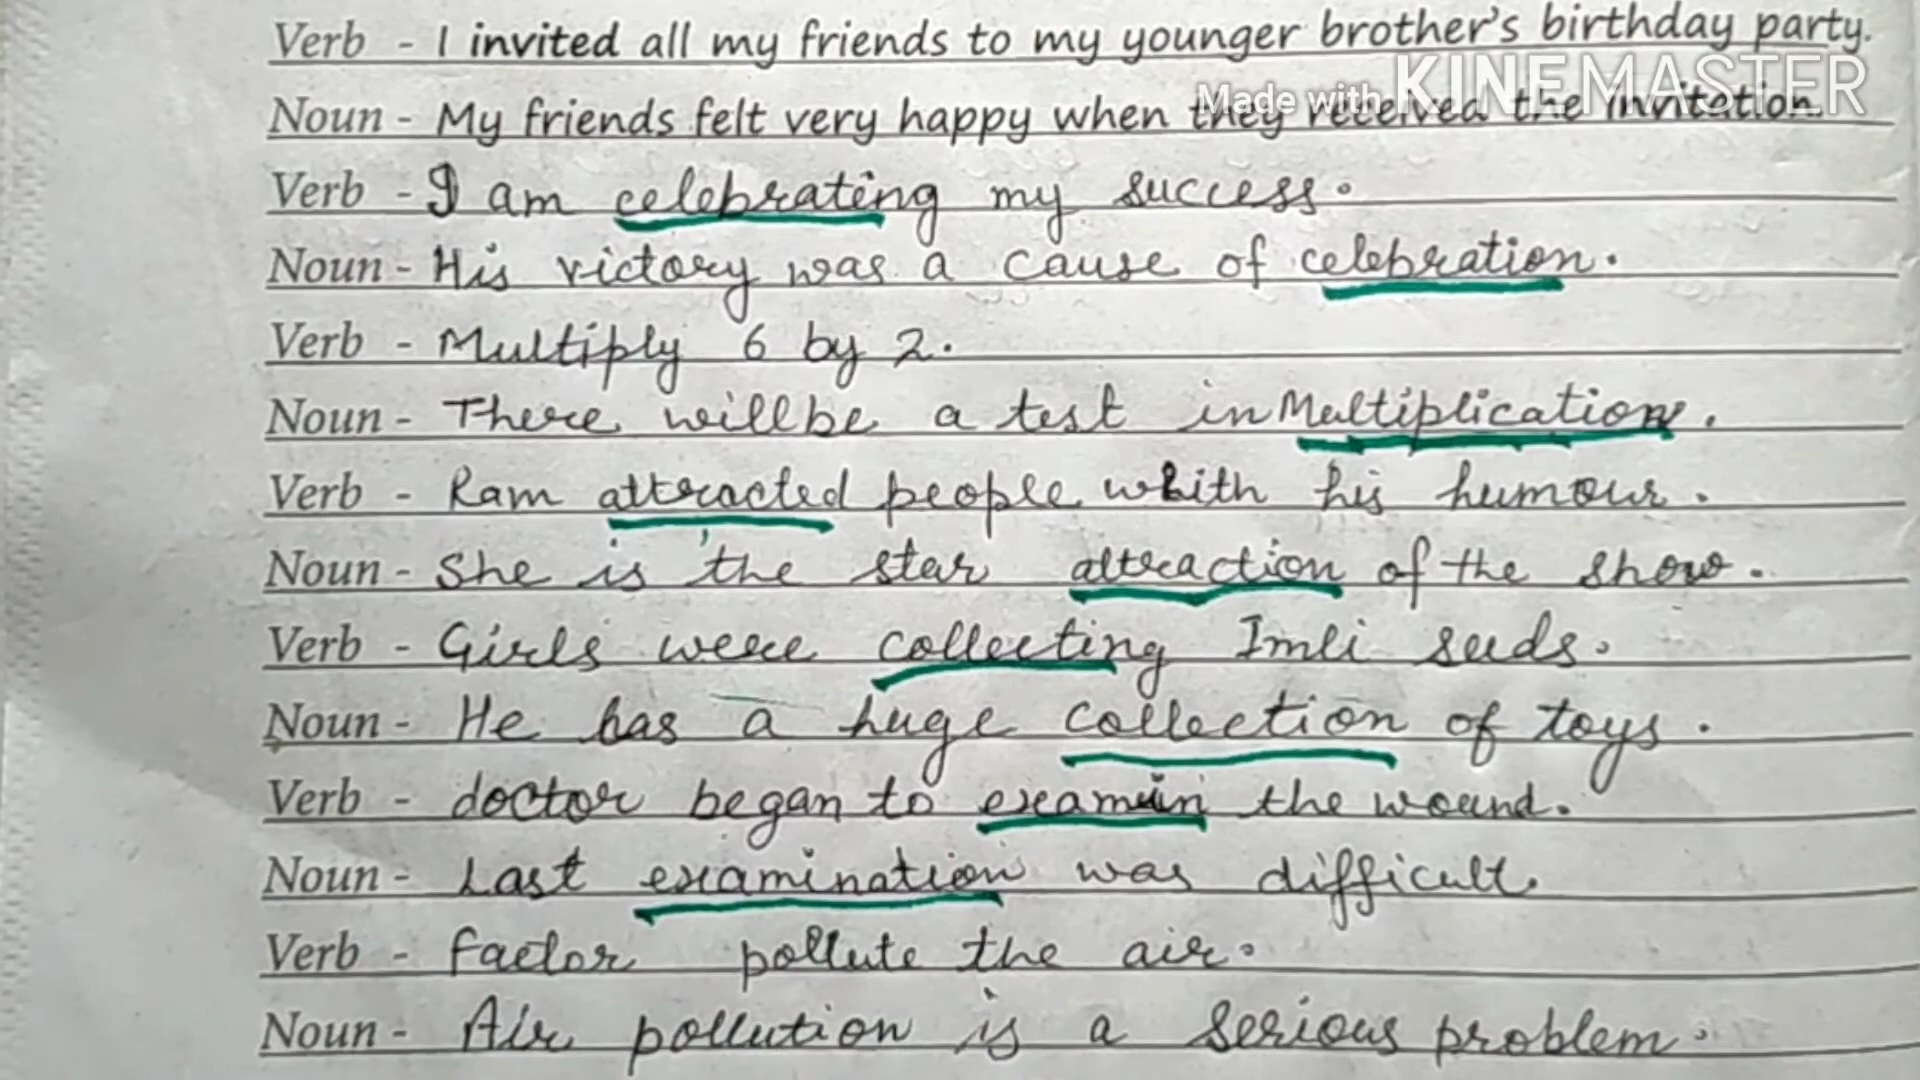 Verb - I invited all my friends to my younger brother's birthday party.
Made with KINEMASTER
Noun - My friends felt very happy when they received the invitation.
Verb - I am celebrating my success.
Noun - His victory was a cause of celebration.
Verb - Multiply 6 by 2.
Noun - There will be a test in Multiplication.
Verb - Ram attracted people with his humour.
Noun - She is the star attraction of the show.
Verb - Girls were collecting Imli seeds.
Noun - He has a huge collection of toys.
Verb - doctor began to examin the wound.
Noun - Last examination was difficult.
Verb - Factor pollute the air.
Noun - Air pollution is a serious problem.